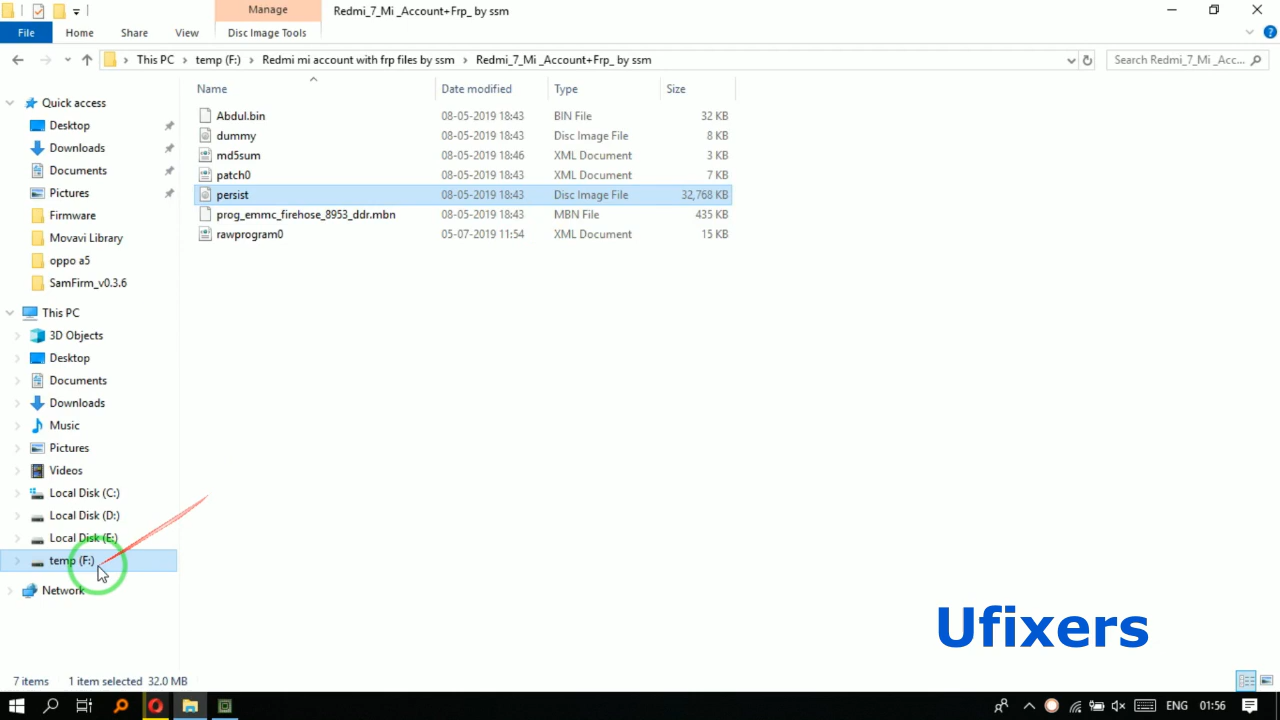 Manage
Redmi_7_Mi _Account+Frp_ by ssm
File
Home
Share
View
Disc Image Tools
This PC
temp (F:)
Redmi mi account with frp files by ssm
Redmi_7_Mi _Account+Frp_ by ssm
Search Redmi_7_Mi _Acc...
Name
Date modified
Type
Size
Abdul.bin
08-05-2019 18:43
BIN File
32 KB
dummy
08-05-2019 18:43
Disc Image File
8 KB
md5sum
08-05-2019 18:46
XML Document
3 KB
patch0
08-05-2019 18:43
XML Document
7 KB
persist
08-05-2019 18:43
Disc Image File
32,768 KB
prog_emmc_firehose_8953_ddr.mbn
08-05-2019 18:43
MBN File
435 KB
rawprogram0
05-07-2019 11:54
XML Document
15 KB
Quick access
Desktop
Downloads
Documents
Pictures
Firmware
Movavi Library
oppo a5
SamFirm_v0.3.6
This PC
3D Objects
Desktop
Documents
Downloads
Music
Pictures
Videos
Local Disk (C:)
Local Disk (D:)
Local Disk (E:)
temp (F:)
Network
Ufixers
7 items
1 item selected 32.0 MB
ENG
01:56